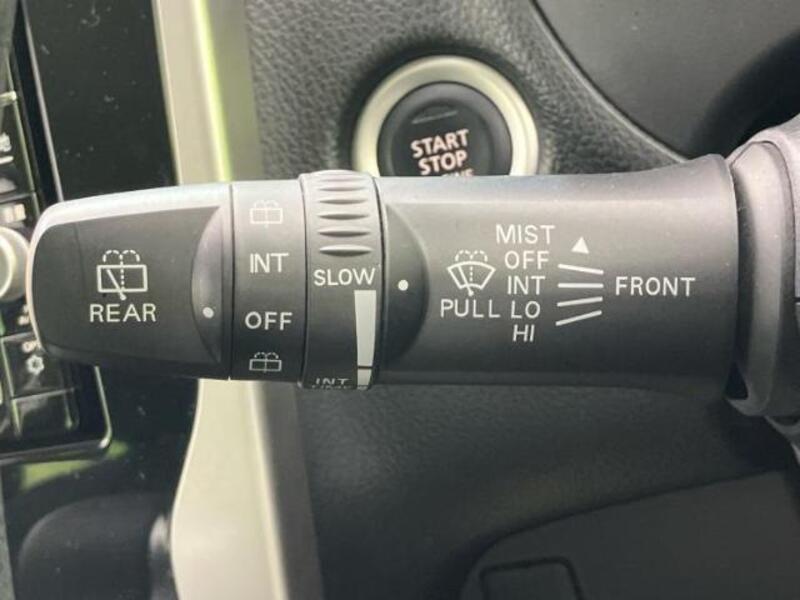 START
STOP
REAR
INT
OFF
SLOW
INT
MIST
OFF
INT
LO
HI
PULL
FRONT